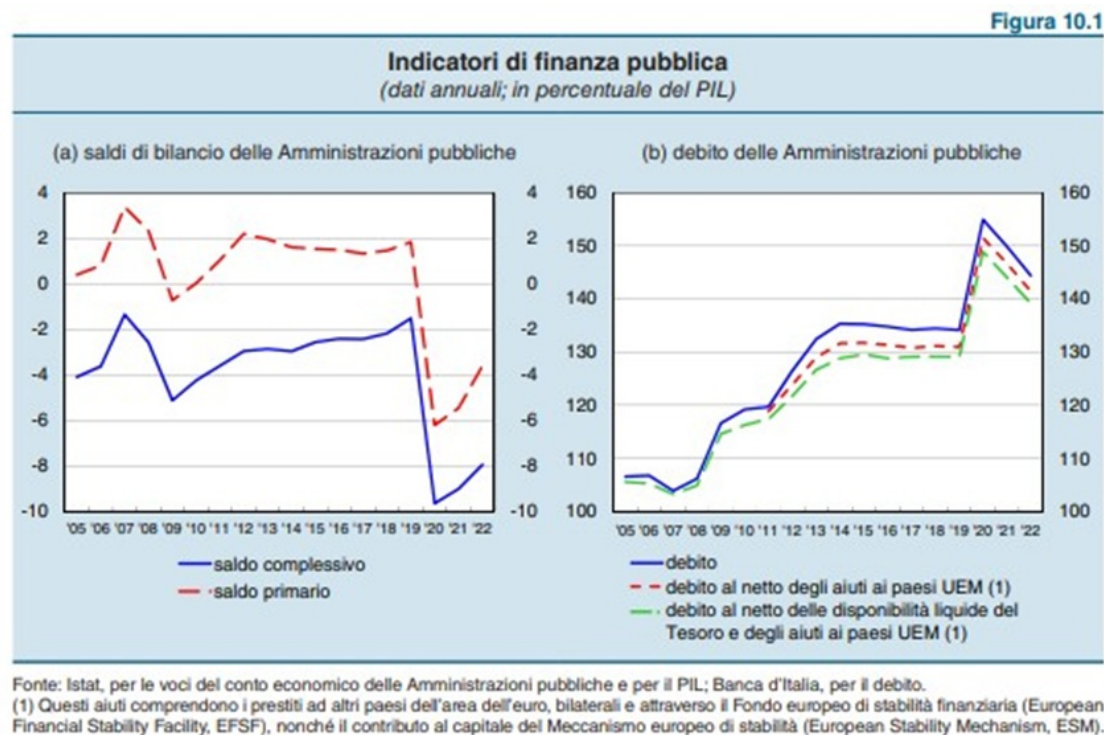 Figura 10.1
Indicatori di finanza pubblica
(dati annuali; in percentuale del PIL)
(a) saldi di bilancio delle Amministrazioni pubbliche
4 4
2 2
0 0
-2 -2
-4 -4
-6 -6
-8 -8
-10 -10
'05 '06 '07 '08 '09 '10 '11 '12 '13 '14 '15 '16 '17 '18 '19 '20 '21 '22
saldo complessivo
saldo primario
(b) debito delle Amministrazioni pubbliche
160 160
150 150
140 140
130 130
120 120
110 110
100 100
'05 '06 '07 '08 '09 '10 '11 '12 '13 '14 '15 '16 '17 '18 '19 '20 '21 '22
debito
debito al netto degli aiuti ai paesi UEM (1)
debito al netto delle disponibilità liquide del
Tesoro e degli aiuti ai paesi UEM (1)
Fonte: Istat, per le voci del conto economico delle Amministrazioni pubbliche e per il PIL; Banca d'Italia, per il debito.
(1) Questi aiuti comprendono i prestiti ad altri paesi dell'area dell'euro, bilaterali e attraverso il Fondo europeo di stabilità finanziaria (European
Financial Stability Facility, EFSF), nonché il contributo al capitale del Meccanismo europeo di stabilità (European Stability Mechanism, ESM).